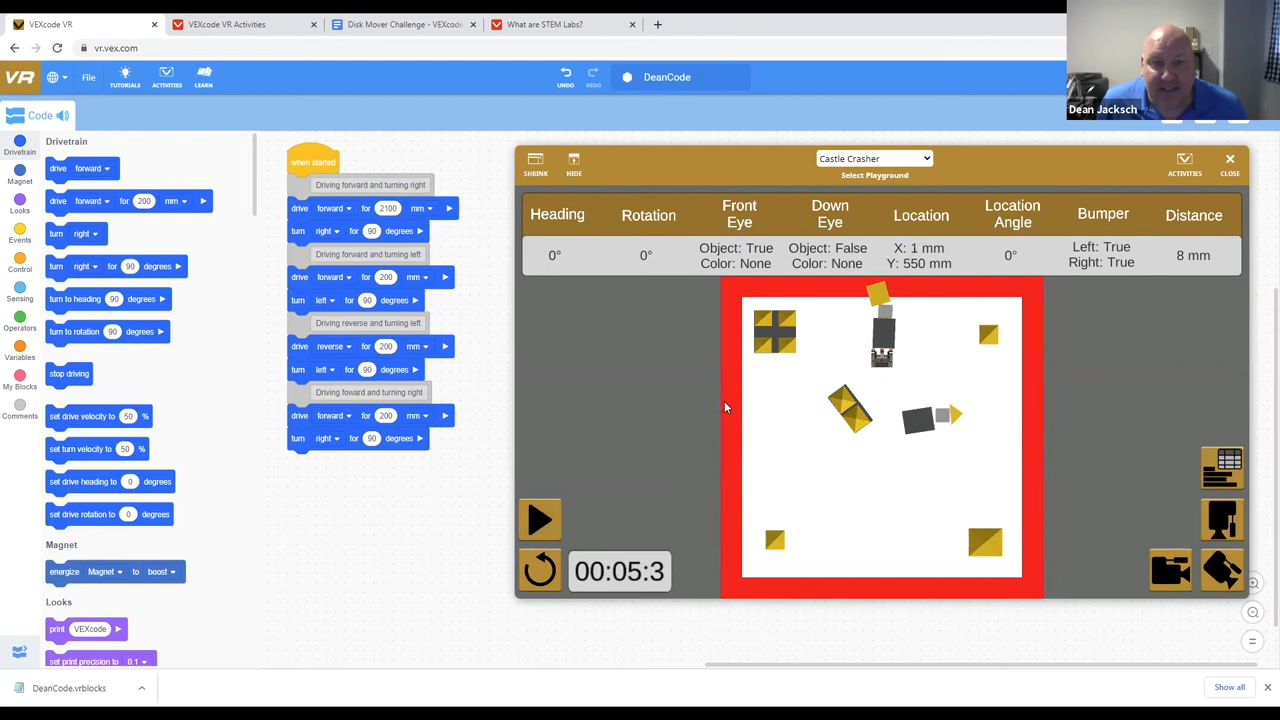 VEXcode VR
VEXcode VR Activities
Disk Mover Challenge - VEXcode
What are STEM Labs?
vr.vex.com
VR
File
TUTORIALS
ACTIVITIES
LEARN
UNDO
REDO
DeanCode
Dean Jacksch
Code
Drivetrain
Magnet
Looks
Events
Control
Sensing
Operators
Variables
My Blocks
Comments
Drivetrain
drive forward
drive forward for 200 mm
turn right
turn right for 90 degrees
turn to heading 90 degrees
turn to rotation 90 degrees
stop driving
set drive velocity to 50 %
set turn velocity to 50 %
set drive heading to 0 degrees
set drive rotation to 0 degrees
Magnet
energize Magnet to boost
Looks
print VEXcode
set print precision to 0.1
when started
Driving forward and turning right
drive forward for 2100 mm
turn right for 90 degrees
Driving forward and turning left
drive forward for 200 mm
turn left for 90 degrees
Driving reverse and turning left
drive reverse for 200 mm
turn left for 90 degrees
Driving foward and turning right
drive forward for 200 mm
turn right for 90 degrees
SHRINK
HIDE
Castle Crasher
Select Playground
ACTIVITIES
CLOSE
Heading
Rotation
Front Eye
Down Eye
Location
Location Angle
Bumper
Distance
0°
0°
Object: True
Color: None
Object: False
Color: None
X: 1 mm
Y: 550 mm
0°
Left: True
Right: True
8 mm
00:05:3
DeanCode.vrblocks
Show all